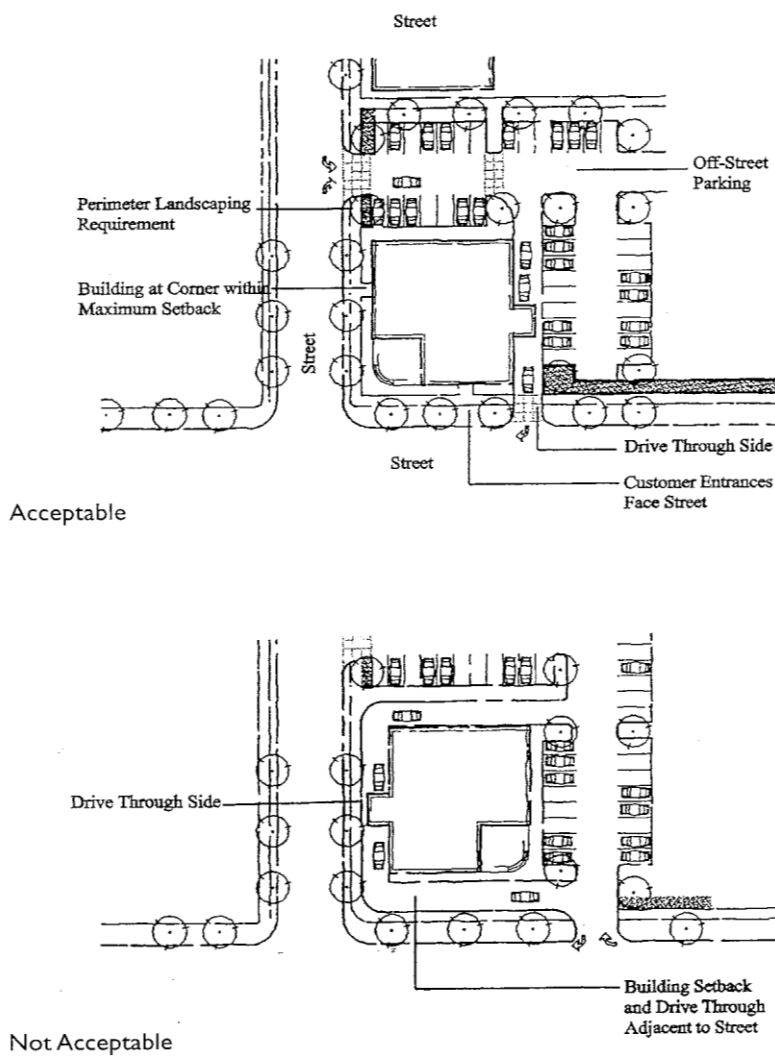 Street
Off-Street
Parking
Perimeter Landscaping
Requirement
Building at Corner within
Maximum Setback
Street
Drive Through Side
Street
Customer Entrances
Face Street
Acceptable
Drive Through Side
Building Setback
and Drive Through
Adjacent to Street
Not Acceptable